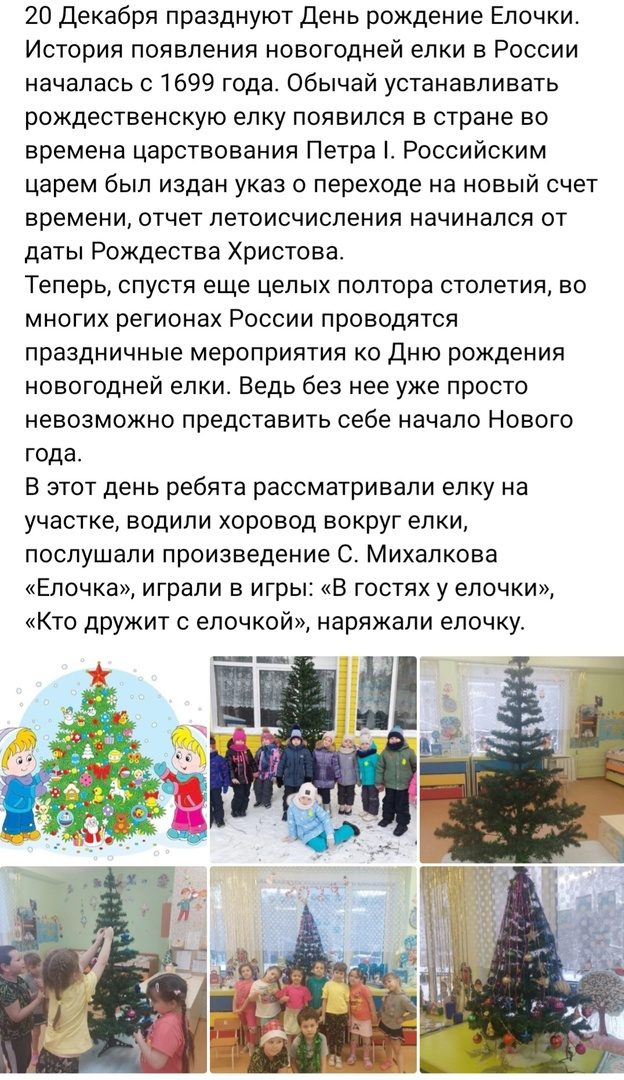 20 Декабря празднуют День рождение Елочки.
История появления новогодней елки в России
началась с 1699 года. Обычай устанавливать
рождественскую елку появился в стране во
времена царствования Петра I. Российским
царем был издан указ о переходе на новый счет
времени, отчет летоисчисления начинался от
даты Рождества Христова.
Теперь, спустя еще целых полтора столетия, во
многих регионах России проводятся
праздничные мероприятия ко Дню рождения
новогодней елки. Ведь без нее уже просто
невозможно представить себе начало Нового
года.
В этот день ребята рассматривали елку на
участке, водили хоровод вокруг елки,
послушали произведение С. Михалкова
«Елочка», играли в игры: «В гостях у елочки»,
«Кто дружит с елочкой», наряжали елочку.